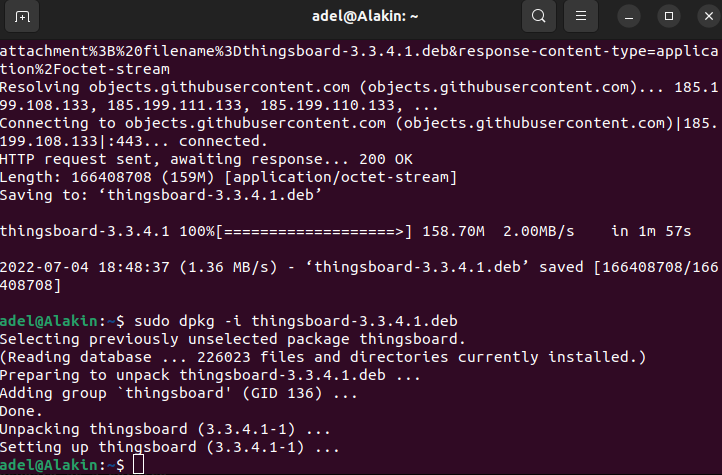 adel@Alakin: ~
attachment%3B%20filename%3Dthingsboard-3.3.4.1.deb&response-content-type=applica
tion%2Foctet-stream
Resolving objects.githubusercontent.com (objects.githubusercontent.com)... 185.1
99.108.133, 185.199.111.133, 185.199.110.133, ...
Connecting to objects.githubusercontent.com (objects.githubusercontent.com)|185.
199.108.133|:443... connected.
HTTP request sent, awaiting response... 200 OK
Length: 166408708 (159M) [application/octet-stream]
Saving to: ‘thingsboard-3.3.4.1.deb’
thingsboard-3.3.4.1 100%[===================>] 158.70M  2.00MB/s    in 1m 57s
2022-07-04 18:48:37 (1.36 MB/s) - ‘thingsboard-3.3.4.1.deb’ saved [166408708/166
408708]
adel@Alakin:~$ sudo dpkg -i thingsboard-3.3.4.1.deb
Selecting previously unselected package thingsboard.
(Reading database ... 226023 files and directories currently installed.)
Preparing to unpack thingsboard-3.3.4.1.deb ...
Adding group `thingsboard' (GID 136) ...
Done.
Unpacking thingsboard (3.3.4.1-1) ...
Setting up thingsboard (3.3.4.1-1) ...
adel@Alakin:~$